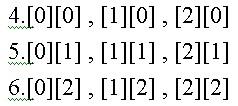 4.[0][0] , [1][0] , [2][0]
5.[0][1] , [1][1] , [2][1]
6.[0][2] , [1][2] , [2][2]